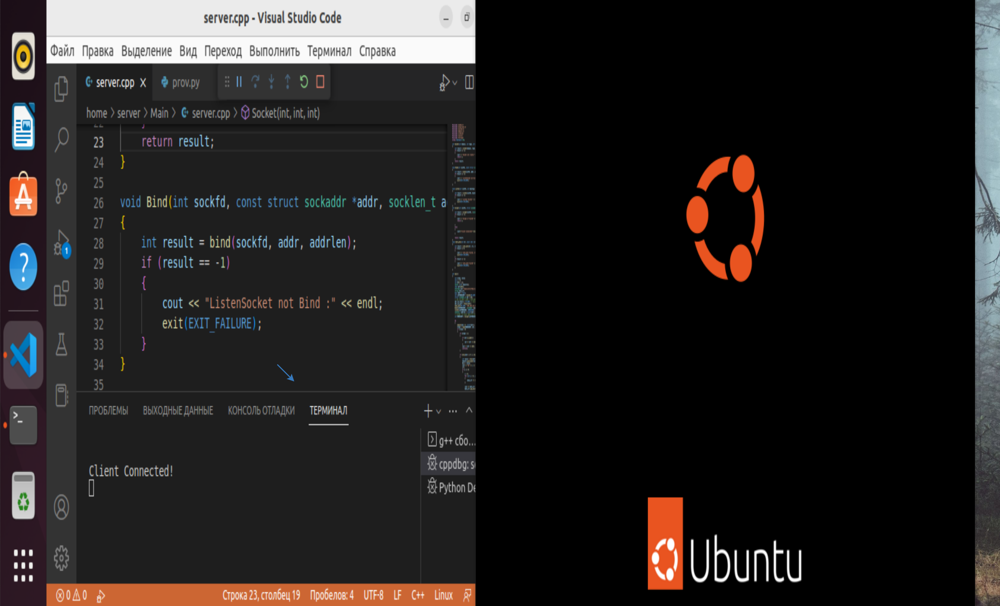 server.cpp - Visual Studio Code
Файл Правка Выделение Вид Переход Выполнить Терминал Справка
server.cpp prov.py
home > server > Main > server.cpp > Socket(int, int, int)
22 }
23 return result;
24 }
25
26 void Bind(int sockfd, const struct sockaddr *addr, socklen_t a
27 {
28 int result = bind(sockfd, addr, addrlen);
29 if (result == -1)
30 {
31 cout << "ListenSocket not Bind :" << endl;
32 exit(EXIT_FAILURE);
33 }
34 }
35
1
ПРОБЛЕМЫ ВЫХОДНЫЕ ДАННЫЕ КОНСОЛЬ ОТЛАДКИ ТЕРМИНАЛ
g++ сбо...
cppdbg: se
Python De
Client Connected!
0 0 Строка 23, столбец 19 Пробелов: 4 UTF-8 LF C++ Linux
Ubuntu